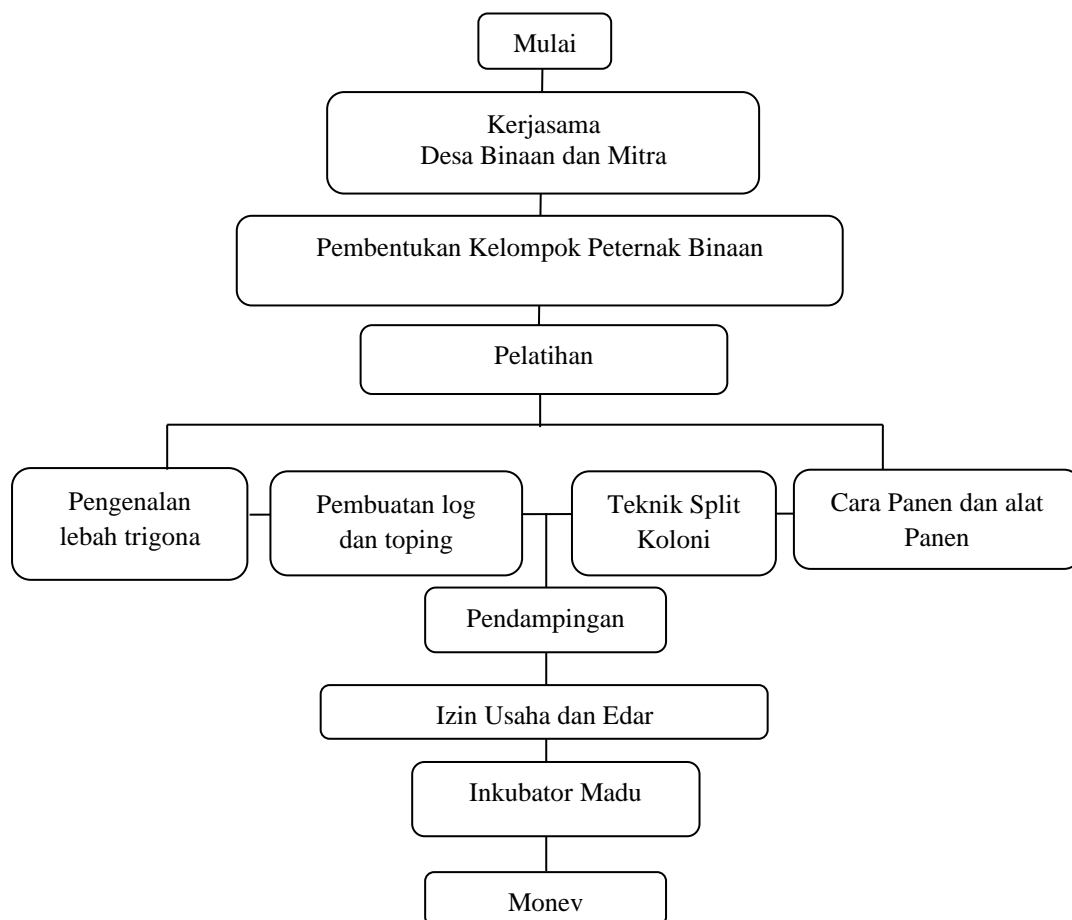 Mulai
Kerjasama
Desa Binaan dan Mitra
Pembentukan Kelompok Peternak Binaan
Pelatihan
Pengenalan
lebah trigona
Pembuatan log
dan toping
Teknik Split
Koloni
Cara Panen dan alat
Panen
Pendampingan
Izin Usaha dan Edar
Inkubator Madu
Monev